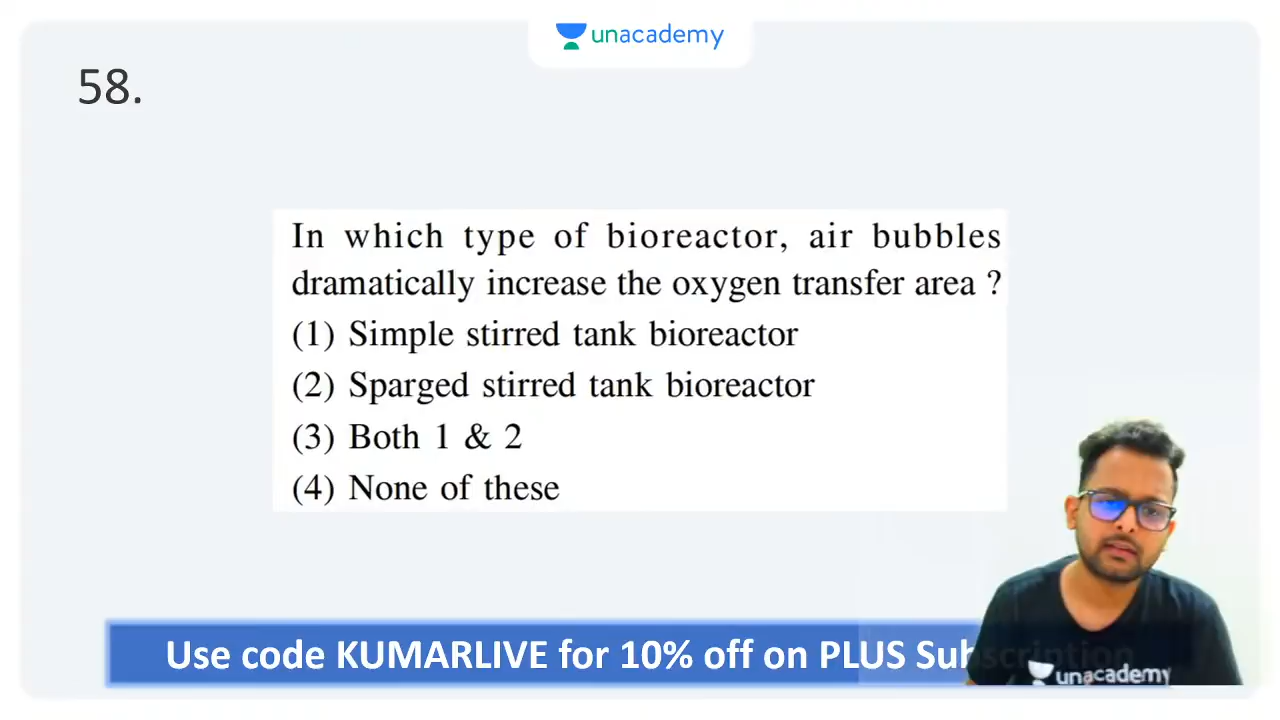 unacademy
58.
In which type of bioreactor, air bubbles
dramatically increase the oxygen transfer area ?
(1) Simple stirred tank bioreactor
(2) Sparged stirred tank bioreactor
(3) Both 1 & 2
(4) None of these
Use code KUMARLIVE for 10% off on PLUS Subscription
unacademy